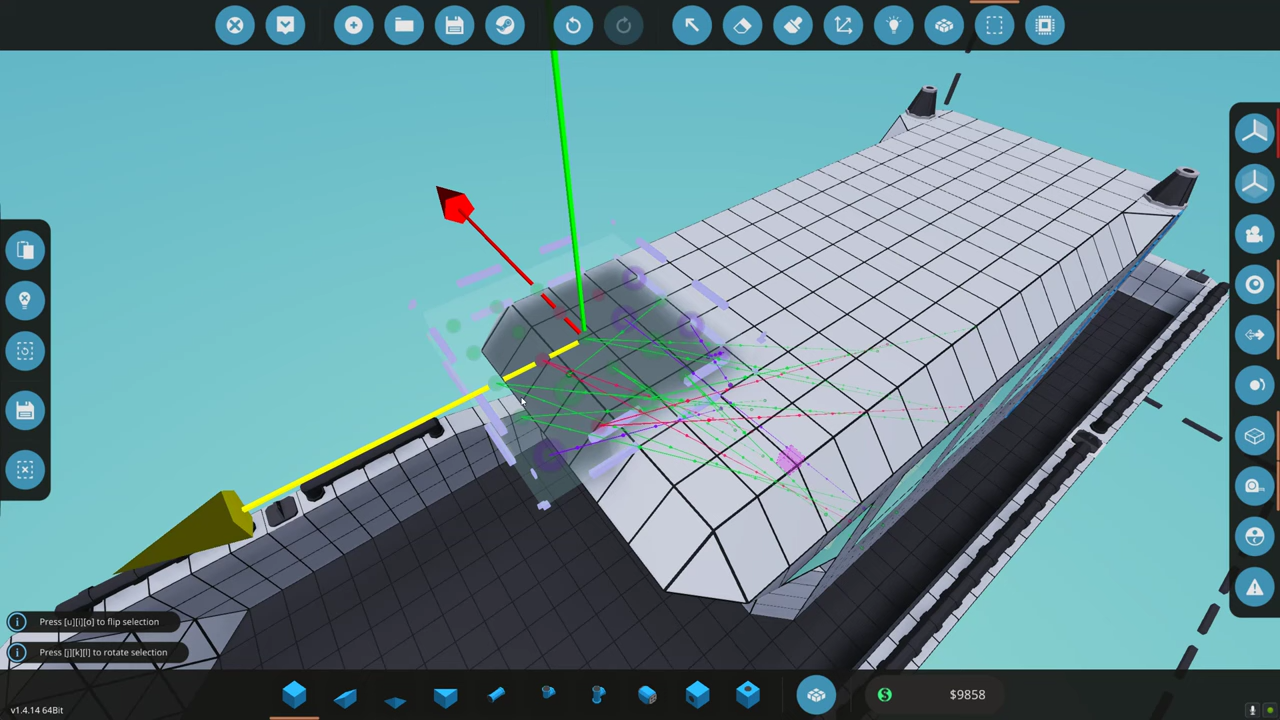 Press [u][i][o] to flip selection
Press [j][k][l] to rotate selection
$9858
v1.4.14 64Bit